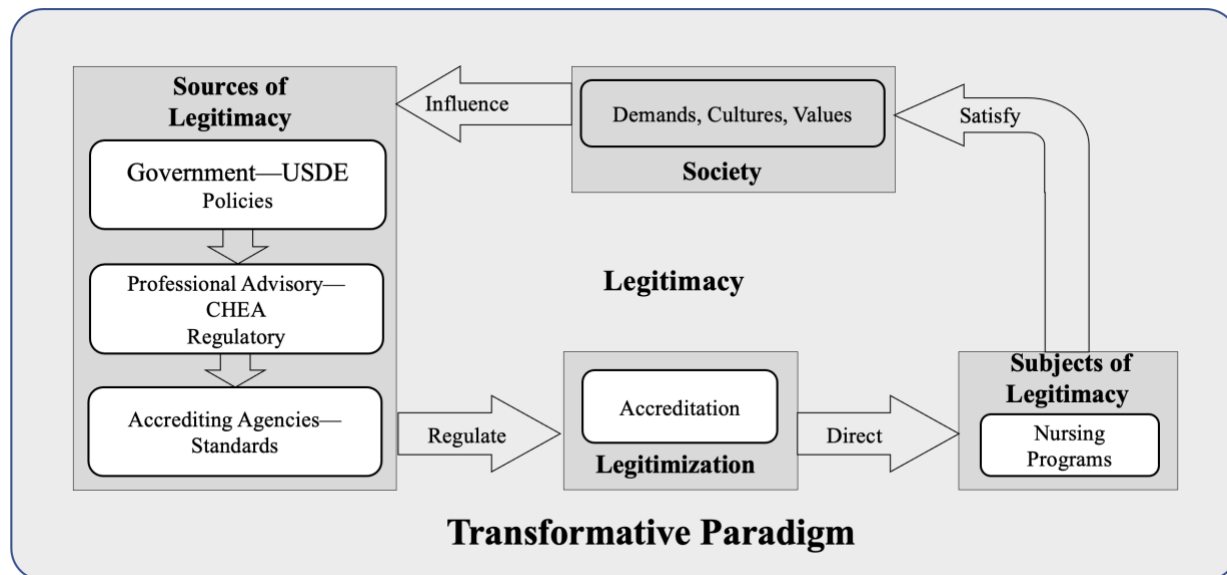 Sources of
Legitimacy
Government—USDE
Policies
Professional Advisory—
CHEA
Regulatory
Accrediting Agencies—
Standards
Influence
Demands, Cultures, Values
Society
Satisfy
Legitimacy
Regulate
Accreditation
Legitimization
Direct
Subjects of
Legitimacy
Nursing
Programs
Transformative Paradigm